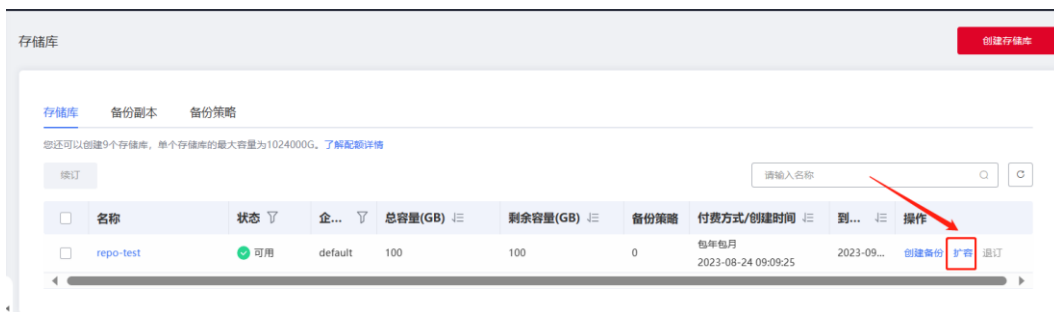 存储库 创建存储库
存储库 备份副本 备份策略
您还可以创建9个存储库，单个存储库的最大容量为1024000G。了解配额详情
续订 请输入名称
名称 状态 企... 总容量(GB) 剩余容量(GB) 备份策略 付费方式/创建时间 到... 操作
repo-test 可用 default 100 100 0 包年包月 2023-09... 创建备份 扩容 退订
2023-08-24 09:09:25